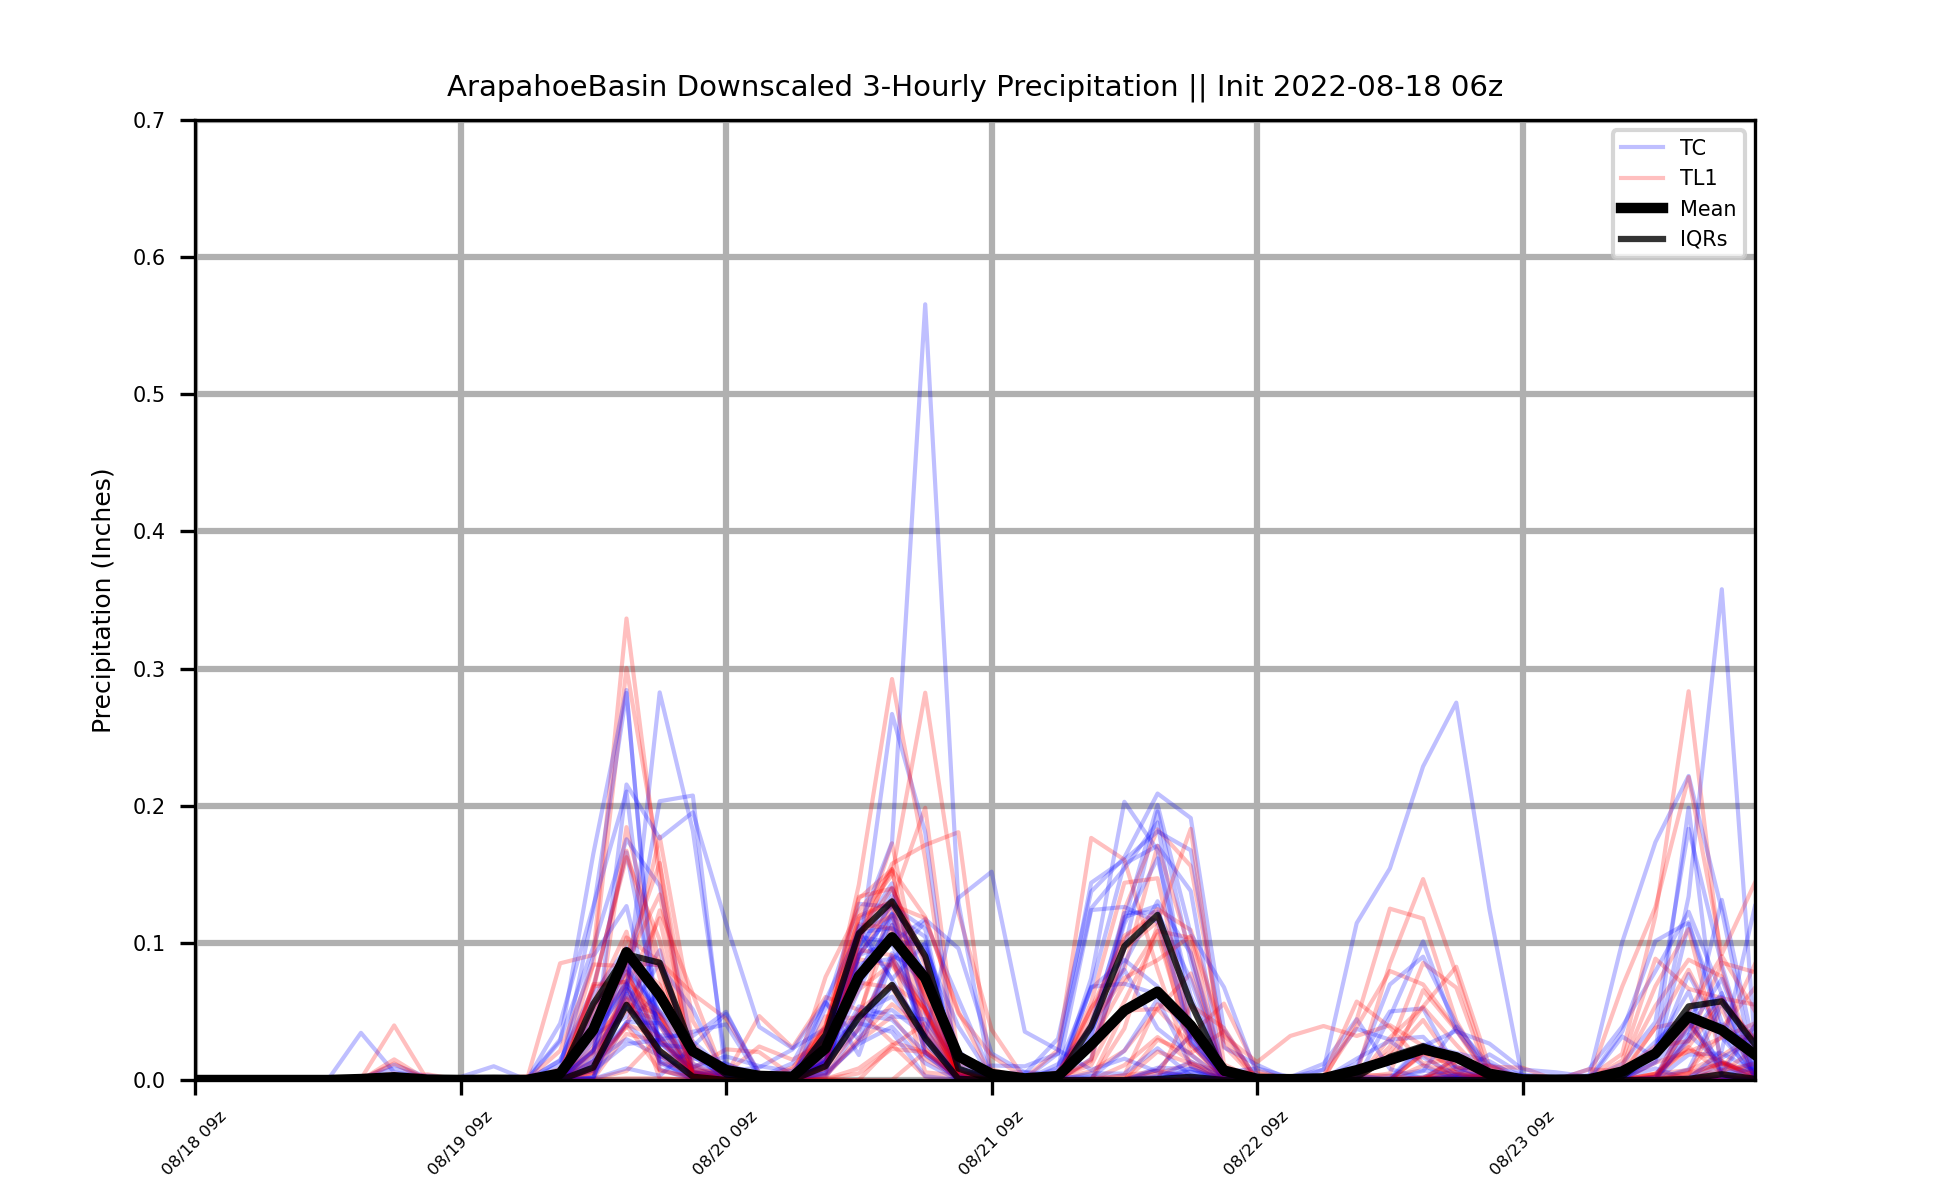 ArapahoeBasin Downscaled 3-Hourly Precipitation || Init 2022-08-18 06z
TC
TL1
Mean
IQRs
Precipitation (Inches)
0.7
0.6
0.5
0.4
0.3
0.2
0.1
0.0
08/18 09z
08/19 09z
08/20 09z
08/21 09z
08/22 09z
08/23 09z